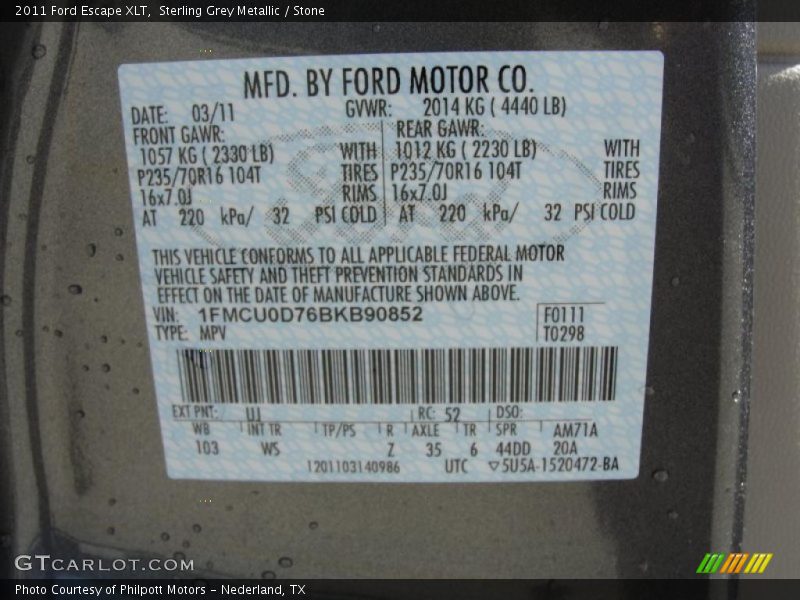 2011 Ford Escape XLT, Sterling Grey Metallic / Stone
MFD. BY FORD MOTOR CO.
DATE: 03/11 GVWR: 2014 KG ( 4440 LB)
FRONT GAWR: REAR GAWR:
1057 KG ( 2330 LB) WITH 1012 KG ( 2230 LB) WITH
P235/70R16 104T TIRES P235/70R16 104T TIRES
16x7.0J RIMS 16x7.0J RIMS
AT 220 kPa/ 32 PSI COLD AT 220 kPa/ 32 PSI COLD
THIS VEHICLE CONFORMS TO ALL APPLICABLE FEDERAL MOTOR
VEHICLE SAFETY AND THEFT PREVENTION STANDARDS IN
EFFECT ON THE DATE OF MANUFACTURE SHOWN ABOVE.
VIN: 1FMCU0D76BKB90852 F0111
TYPE: MPV T0298
EXT PNT: UJ RC: 52 DSO:
WB INT TR TP/PS R AXLE TR SPR AM71A
103 WS Z 35 6 44DD 20A
1201103140986 UTC ▽5U5A-1520472-BA
GTCARLOT.COM
Photo Courtesy of Philpott Motors - Nederland, TX